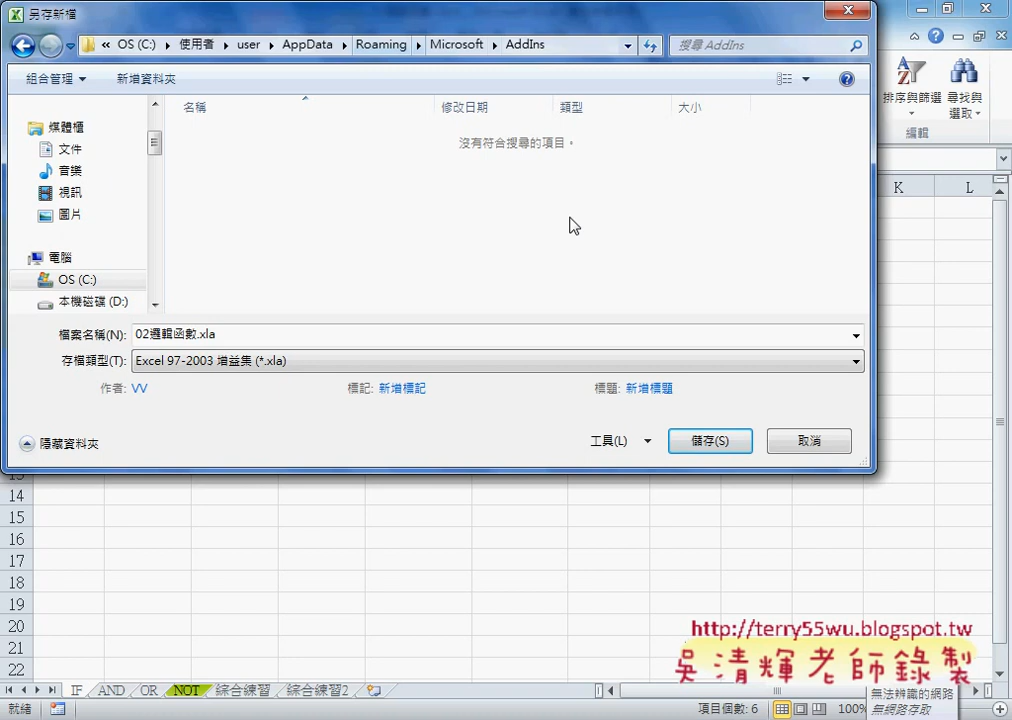 另存新檔
« OS (C:) ▸ 使用者 ▸ user ▸ AppData ▸ Roaming ▸ Microsoft ▸ AddIns
搜尋 AddIns
組合管理 新增資料夾
名稱 修改日期 類型 大小
沒有符合搜尋的項目。
媒體櫃
文件
音樂
視訊
圖片
電腦
OS (C:)
本機磁碟 (D:)
檔案名稱(N): 02邏輯函數.xla
存檔類型(T): Excel 97-2003 增益集 (*.xla)
作者: VV 標記: 新增標記 標題: 新增標題
隱藏資料夾 工具(L) 儲存(S) 取消
排序與篩選 尋找與
選取
編輯
K L
13
14
15
16
17
18
19
20
21
22
http://terry55wu.blogspot.tw
吳清輝老師錄製
IF AND OR NOT 綜合練習 綜合練習2
無法辨識的網路
無網路存取
就緒 項目個數: 6 100%